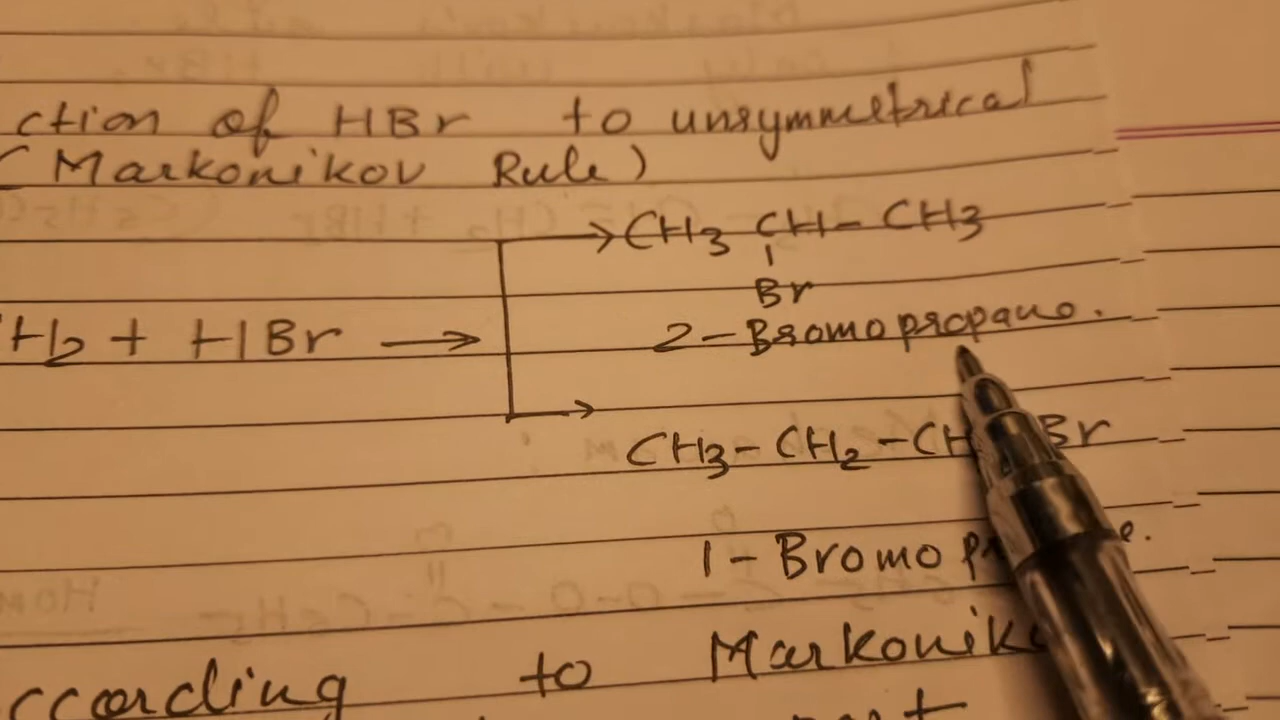 ction of HBr to unsymmetrical
(Markonikov Rule)
CH3 CH-CH3
Br
H2 + HBr →
2-Bromopropane.
CH3-CH2-CH Br
1-Bromo p e.
ccording to Markonik